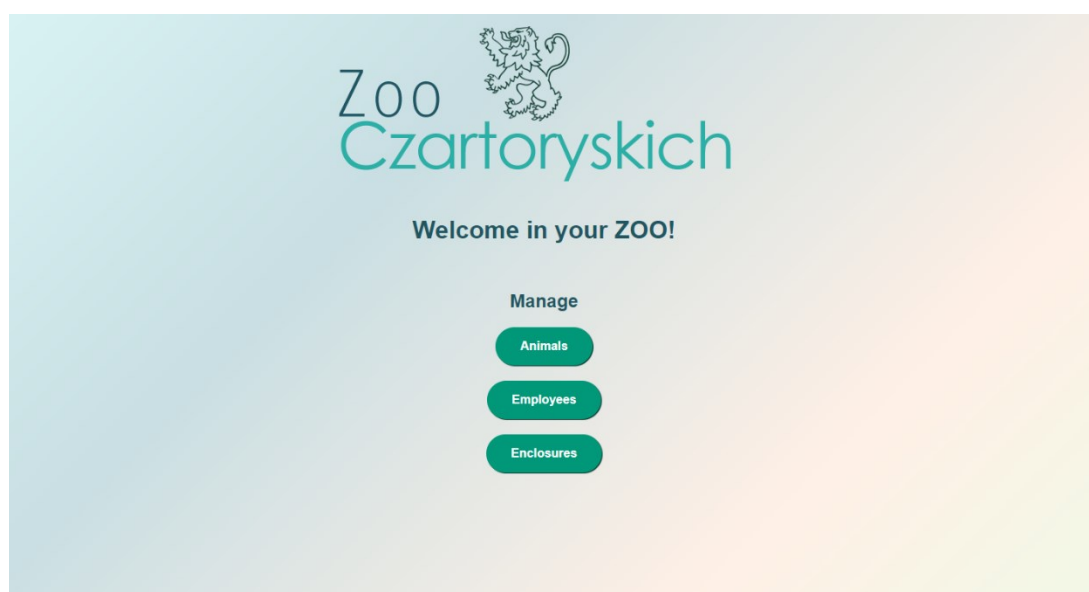 Zoo
Czartoryskich
Welcome in your ZOO!
Manage
Animals
Employees
Enclosures